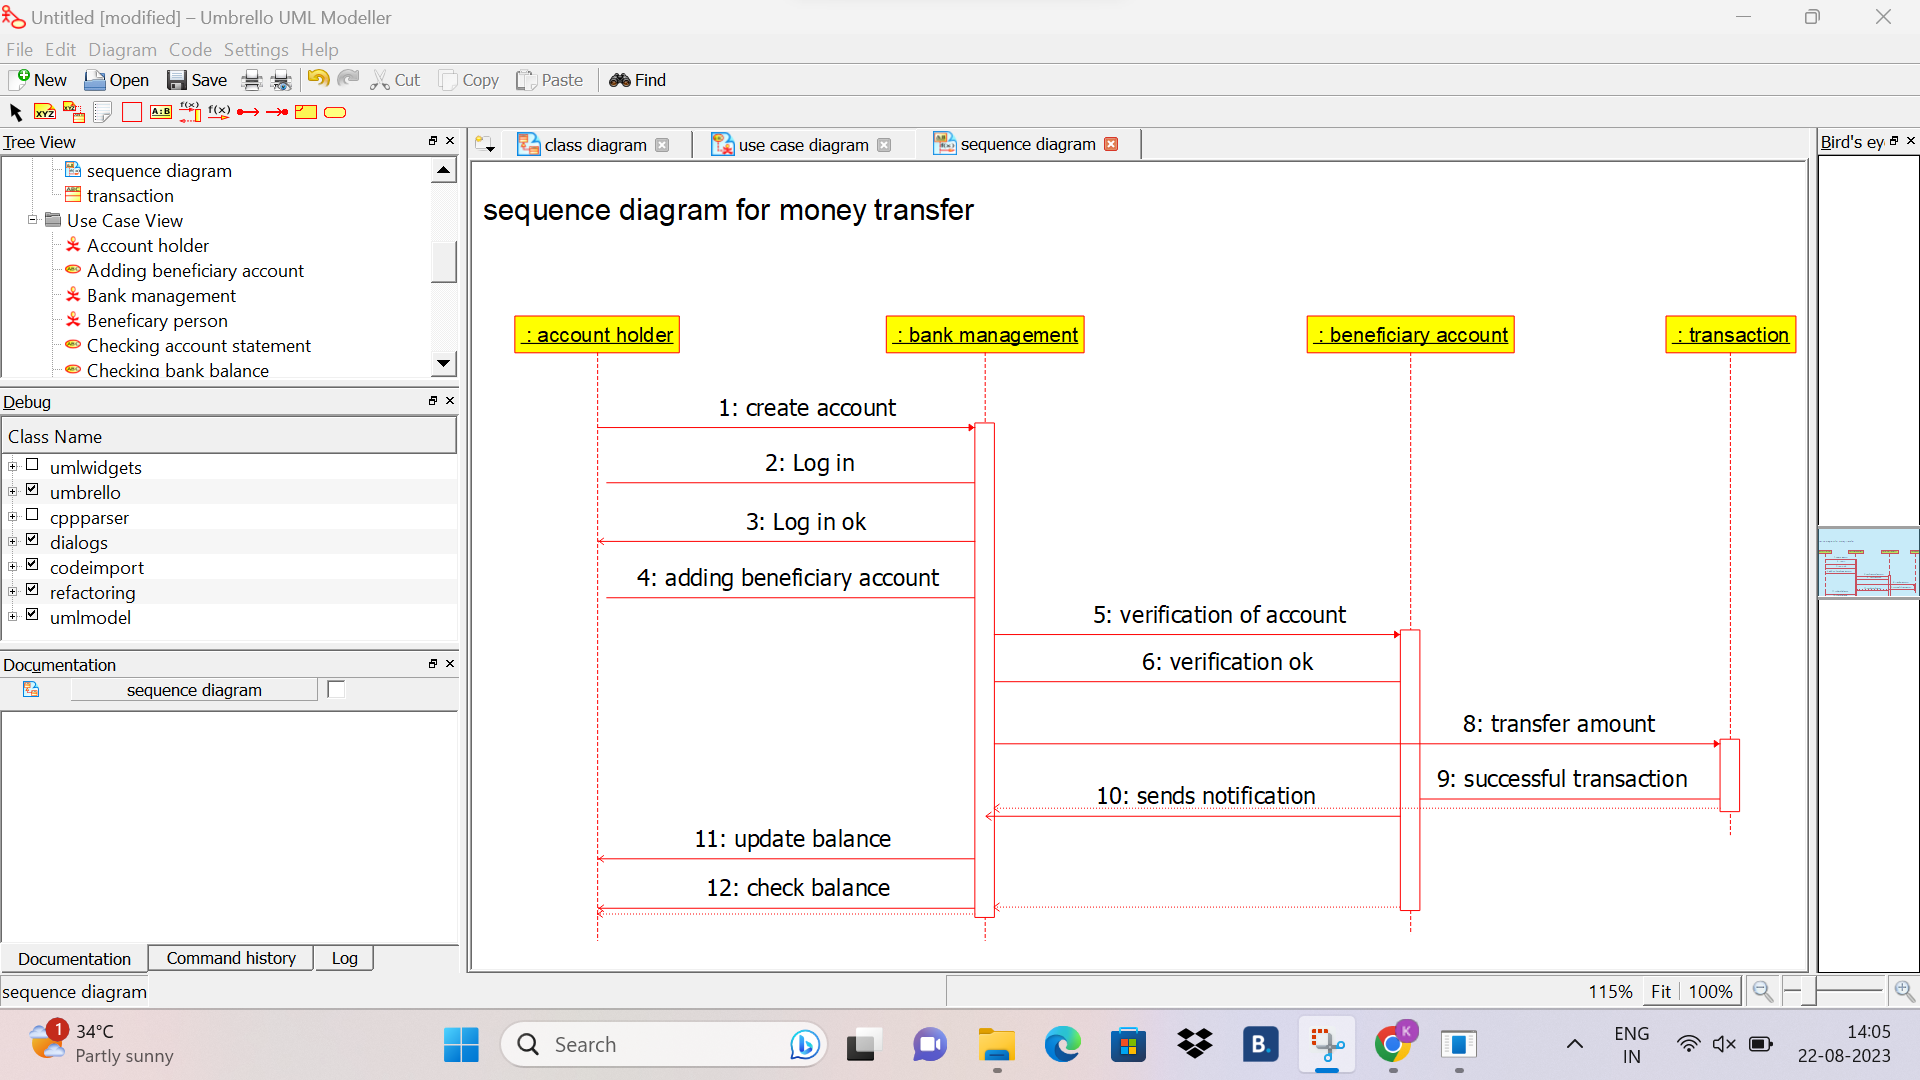 Untitled [modified] – Umbrello UML Modeller
File Edit Diagram Code Settings Help
New Open Save Cut Copy Paste Find
XYZ XYZ A:B f(x) f(x)
Tree View
sequence diagram
transaction
Use Case View
Account holder
Adding beneficiary account
Bank management
Beneficary person
Checking account statement
Checking bank balance
Debug
Class Name
umlwidgets
umbrello
cppparser
dialogs
codeimport
refactoring
umlmodel
Documentation
sequence diagram
Documentation Command history Log
sequence diagram
class diagram use case diagram sequence diagram
sequence diagram for money transfer
: account holder : bank management : beneficiary account : transaction
1: create account
2: Log in
3: Log in ok
4: adding beneficiary account
5: verification of account
6: verification ok
8: transfer amount
9: successful transaction
10: sends notification
11: update balance
12: check balance
Bird's ey
115% Fit 100%
1
34°C
Partly sunny
Search
B.
K
ENG
IN
14:05
22-08-2023